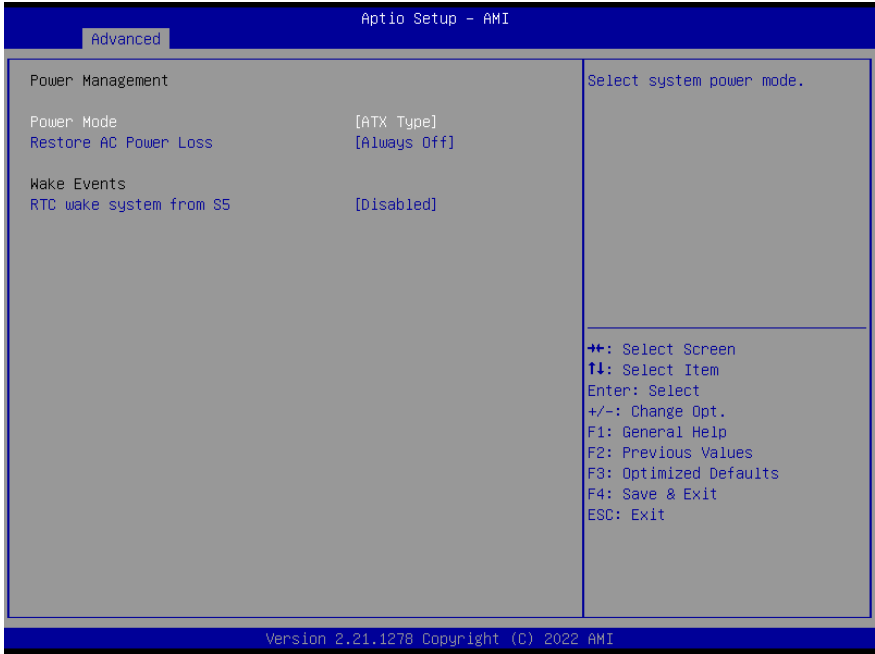 Aptio Setup – AMI
Advanced
Power Management
Power Mode [ATX Type]
Restore AC Power Loss [Always Off]
Wake Events
RTC wake system from S5 [Disabled]
Select system power mode.
→←: Select Screen
↑↓: Select Item
Enter: Select
+/-: Change Opt.
F1: General Help
F2: Previous Values
F3: Optimized Defaults
F4: Save & Exit
ESC: Exit
Version 2.21.1278 Copyright (C) 2022 AMI